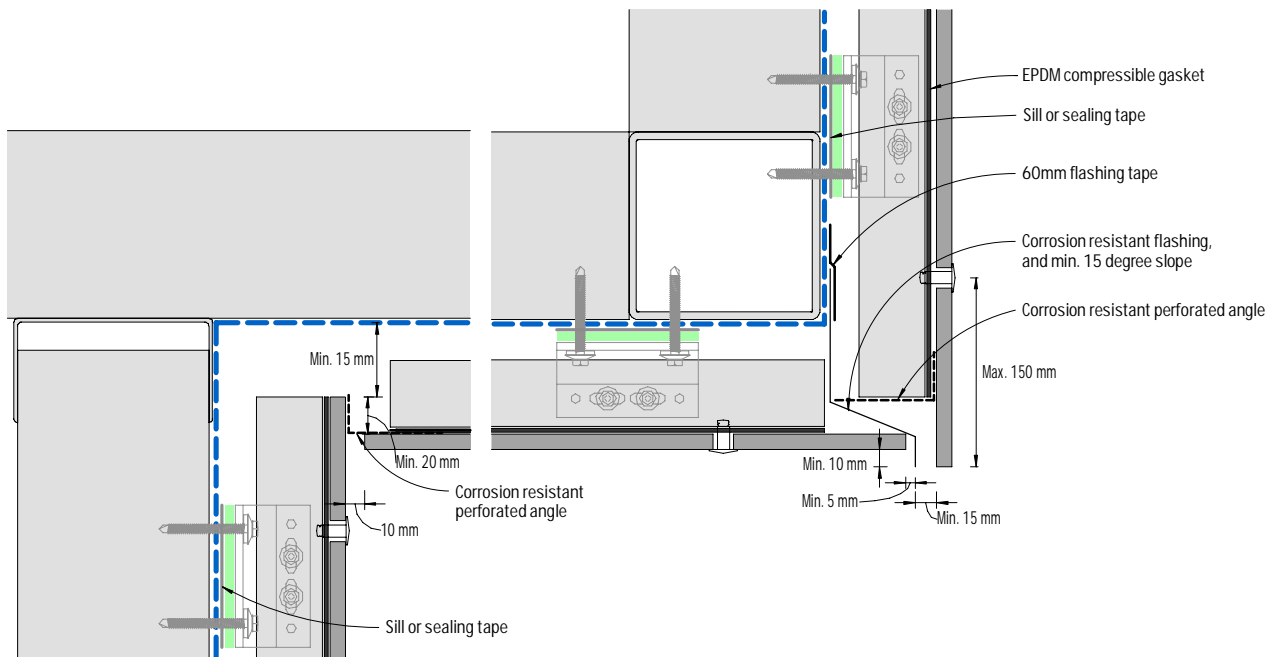 EPDM compressible gasket
Sill or sealing tape
60mm flashing tape
Corrosion resistant flashing,
and min. 15 degree slope
Corrosion resistant perforated angle
Min. 15 mm
Max. 150 mm
Min. 20 mm
Min. 10 mm
Corrosion resistant
perforated angle
Min. 5 mm
Min. 15 mm
10 mm
Sill or sealing tape